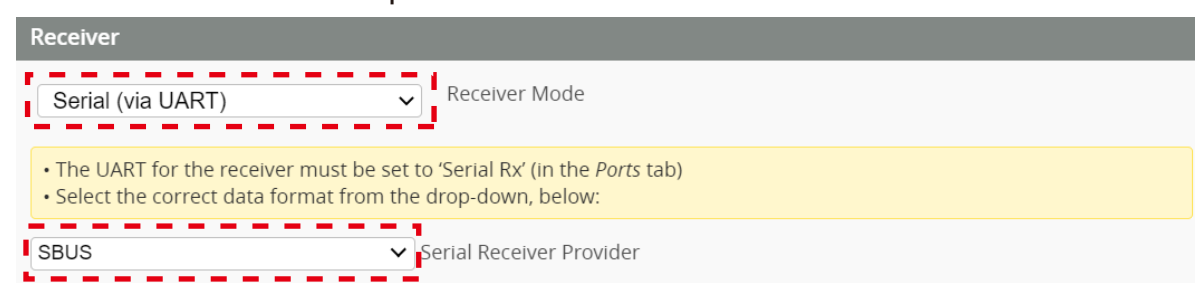 Receiver
Serial (via UART) Receiver Mode
• The UART for the receiver must be set to ‘Serial Rx’ (in the Ports tab)
• Select the correct data format from the drop-down, below:
SBUS Serial Receiver Provider